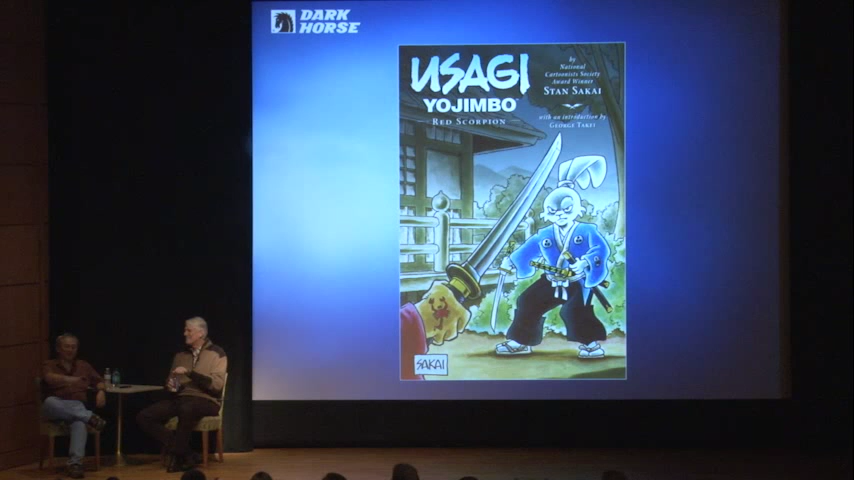 DARK
HORSE
USAGI
YOJIMBO
RED SCORPION
by
National
Cartoonists Society
Award Winner
STAN SAKAI
with an introduction by
GEORGE TAKEI
SAKAI